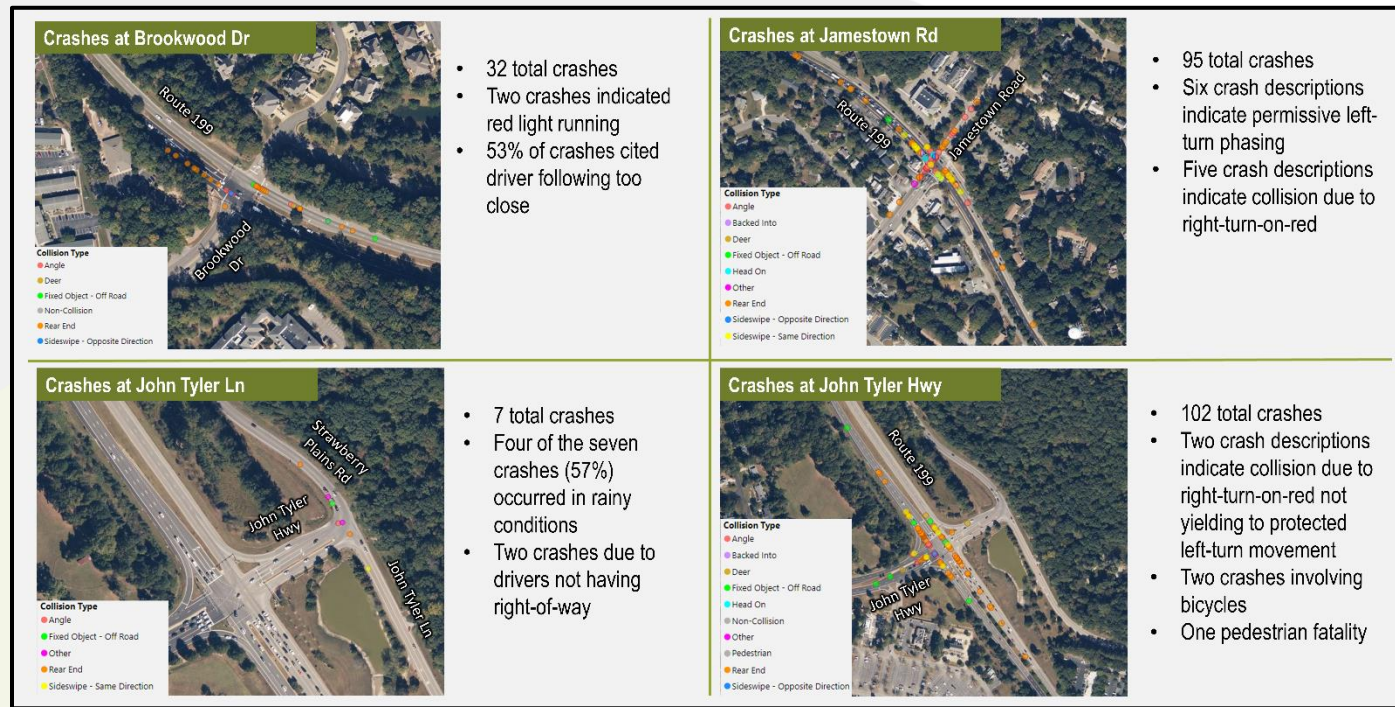 Crashes at Brookwood Dr
Route 199
Brookwood
Dr
Collision Type
Angle
Deer
Fixed Object - Off Road
Non-Collision
Rear End
Sideswipe - Opposite Direction
• 32 total crashes
• Two crashes indicated
red light running
• 53% of crashes cited
driver following too
close
Crashes at Jamestown Rd
Route 199
Jamestown Road
Collision Type
Angle
Backed Into
Deer
Fixed Object - Off Road
Head On
Other
Rear End
Sideswipe - Opposite Direction
Sideswipe - Same Direction
• 95 total crashes
• Six crash descriptions
indicate permissive left-
turn phasing
• Five crash descriptions
indicate collision due to
right-turn-on-red
Crashes at John Tyler Ln
Strawberry
Plains Rd
John Tyler
Hwy
John Tyler Ln
Collision Type
Angle
Fixed Object - Off Road
Other
Rear End
Sideswipe - Same Direction
• 7 total crashes
• Four of the seven
crashes (57%)
occurred in rainy
conditions
• Two crashes due to
drivers not having
right-of-way
Crashes at John Tyler Hwy
Route 199
John Tyler
Hwy
Collision Type
Angle
Backed Into
Deer
Fixed Object - Off Road
Head On
Non-Collision
Other
Pedestrian
Rear End
Sideswipe - Opposite Direction
• 102 total crashes
• Two crash descriptions
indicate collision due to
right-turn-on-red not
yielding to protected
left-turn movement
• Two crashes involving
bicycles
• One pedestrian fatality